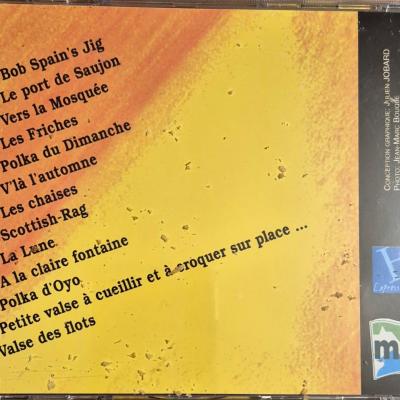 Bob Spain's Jig
Le port de Saujon
Vers la Mosquée
Les Friches
Polka du Dimanche
V'là l'automne
Les chaises
Scottish-Rag
La Lune
A la claire fontaine
Polka d'Oyo
Petite valse à cueillir et à croquer sur place ...
Valse des flots
CONCEPTION GRAPHIQUE: JULIEN JOBARD
PHOTO: JEAN-MARC